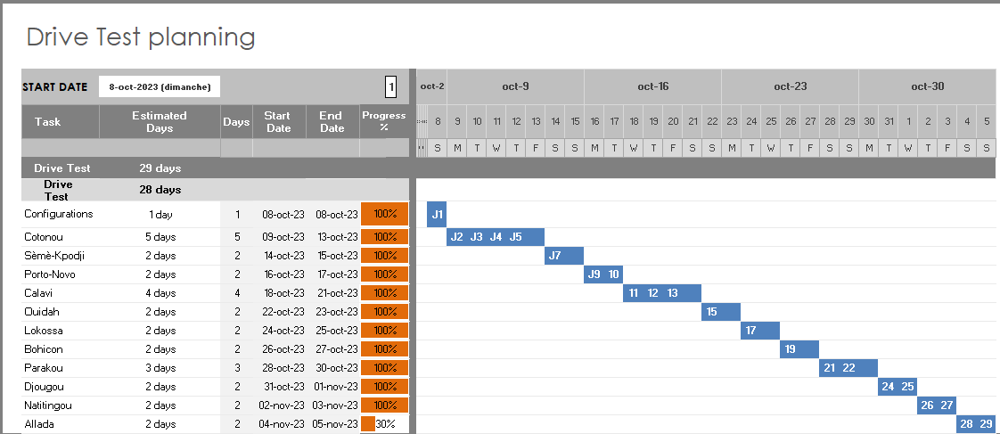 Drive Test planning
START DATE 8-oct-2023 (dimanche) 1 oct-2 oct-9 oct-16 oct-23 oct-30
Task Estimated Days Days Start Date End Date Progress % 8 9 10 11 12 13 14 15 16 17 18 19 20 21 22 23 24 25 26 27 28 29 30 31 1 2 3 4 5
S M T W T F S S M T W T F S S M T W T F S S M T W T F S S
Drive Test 29 days
Drive Test 28 days
Configurations 1 day 1 08-oct-23 08-oct-23 100% J1
Cotonou 5 days 5 09-oct-23 13-oct-23 100% J2 J3 J4 J5
Sèmè-Kpodji 2 days 2 14-oct-23 15-oct-23 100% J7
Porto-Novo 2 days 2 16-oct-23 17-oct-23 100% J9 10
Calavi 4 days 4 18-oct-23 21-oct-23 100% 11 12 13
Ouidah 2 days 2 22-oct-23 23-oct-23 100% 15
Lokossa 2 days 2 24-oct-23 25-oct-23 100% 17
Bohicon 2 days 2 26-oct-23 27-oct-23 100% 19
Parakou 3 days 3 28-oct-23 30-oct-23 100% 21 22
Djougou 2 days 2 31-oct-23 01-nov-23 100% 24 25
Natitingou 2 days 2 02-nov-23 03-nov-23 100% 26 27
Allada 2 days 2 04-nov-23 05-nov-23 30% 28 29